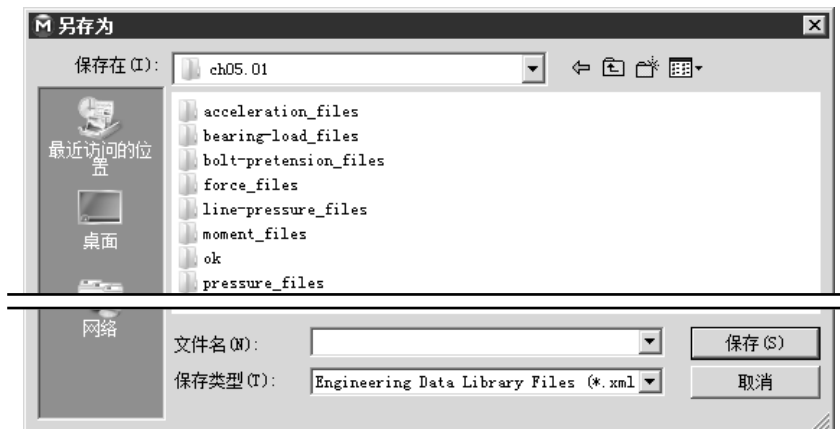 另存为
保存在(I):
ch05.01
最近访问的位置
桌面
网络
acceleration_files
bearing-load_files
bolt-pretension_files
force_files
line-pressure_files
moment_files
ok
pressure_files
文件名(N):
保存(S)
保存类型(T):
Engineering Data Library Files (*.xml
取消